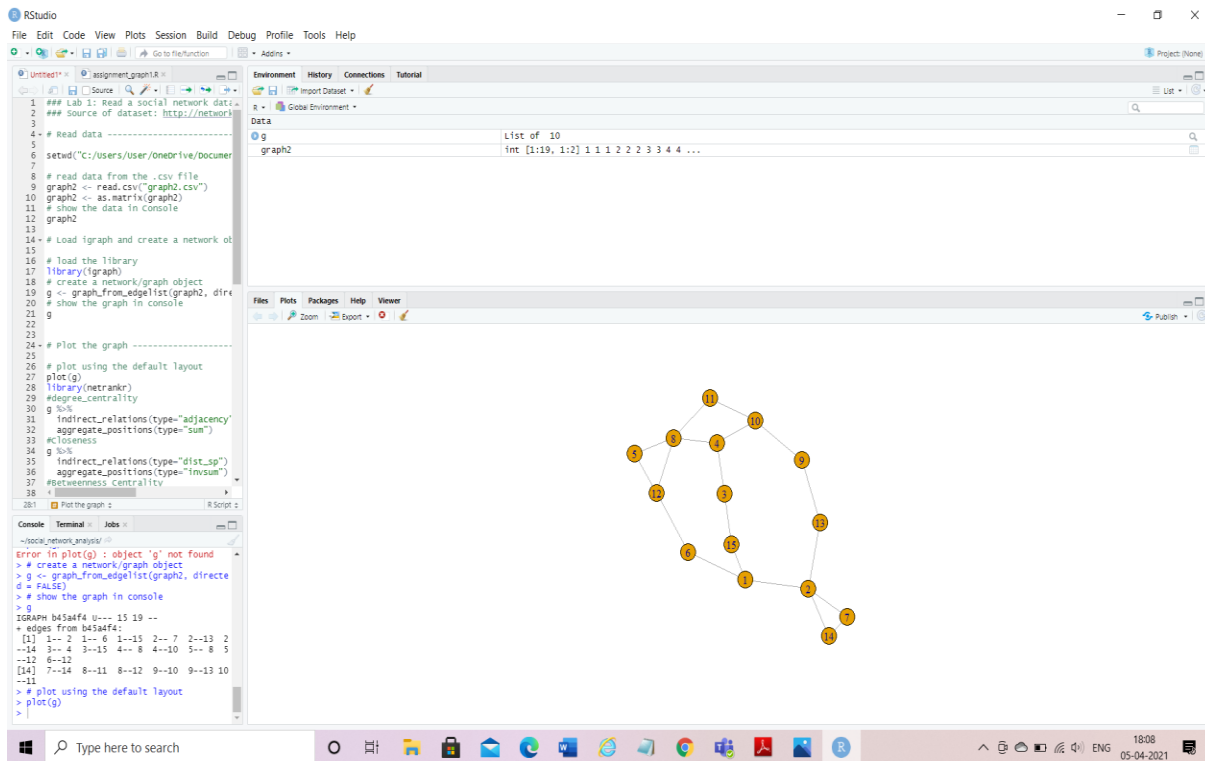 RStudio
File Edit Code View Plots Session Build Debug Profile Tools Help
Go to file/function Addins Project: (None)
Untitled1* assignment_graph1.R
Source
1 ### Lab 1: Read a social network data
2 ### Source of dataset: http://network
3
4 # Read data --------------------------
5
6 setwd("C:/Users/User/OneDrive/Documen
7
8 # read data from the .csv file
9 graph2 <- read.csv("graph2.csv")
10 graph2 <- as.matrix(graph2)
11 # show the data in Console
12 graph2
13
14 # Load igraph and create a network ob
15
16 # load the library
17 library(igraph)
18 # create a network/graph object
19 g <- graph_from_edgelist(graph2, dire
20 # show the graph in console
21 g
22
23
24 # Plot the graph --------------------
25
26 # plot using the default layout
27 plot(g)
28 library(netrankr)
29 #degree_centrality
30 g %>%
31 indirect_relations(type="adjacency"
32 aggregate_positions(type="sum")
33 #Closeness
34 g %>%
35 indirect_relations(type="dist_sp")
36 aggregate_positions(type="invsum")
37 #Betweenness Centrality
38
28:1 Plot the graph R Script
Console Terminal Jobs
~/social_network_analysis/
Error in plot(g) : object 'g' not found
> # create a network/graph object
> g <- graph_from_edgelist(graph2, directe
d = FALSE)
> # show the graph in console
> g
IGRAPH b45a4f4 U--- 15 19 --
+ edges from b45a4f4:
[1] 1-- 2 1-- 6 1--15 2-- 7 2--13 2
--14 3-- 4 3--15 4-- 8 4--10 5-- 8 5
--12 6--12
[14] 7--14 8--11 8--12 9--10 9--13 10
--11
> # plot using the default layout
> plot(g)
>
Environment History Connections Tutorial
Import Dataset List
R Global Environment
Data
g List of 10
graph2 int [1:19, 1:2] 1 1 1 2 2 2 3 3 4 4 ...
Files Plots Packages Help Viewer
Zoom Export Publish
11
10
8
4
5
9
12
3
13
15
6
1
2
7
14
Type here to search
ENG
18:08
05-04-2021